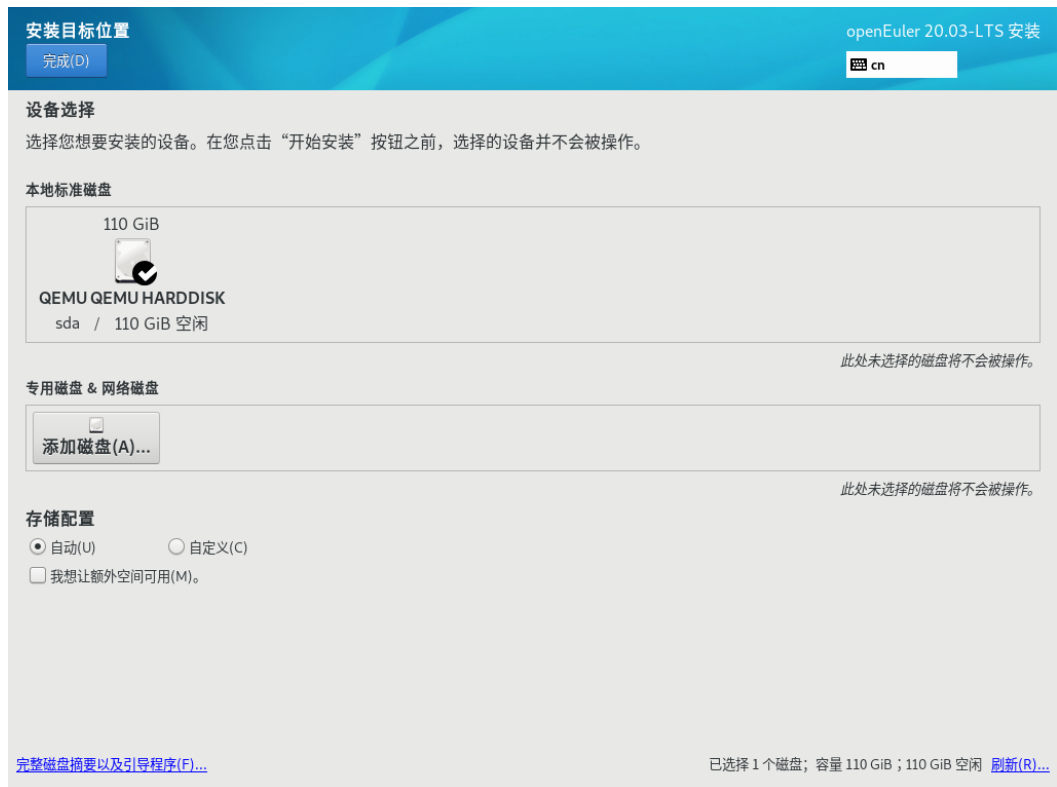 安装目标位置
openEuler 20.03-LTS 安装
完成(D)
cn
设备选择
选择您想要安装的设备。在您点击“开始安装”按钮之前，选择的设备并不会被操作。
本地标准磁盘
110 GiB
QEMU QEMU HARDDISK
sda / 110 GiB 空闲
此处未选择的磁盘将不会被操作。
专用磁盘 & 网络磁盘
添加磁盘(A)...
此处未选择的磁盘将不会被操作。
存储配置
自动(U) 自定义(C)
我想让额外空间可用(M)。
完整磁盘摘要以及引导程序(F)... 已选择 1 个磁盘；容量 110 GiB；110 GiB 空闲 刷新(R)...